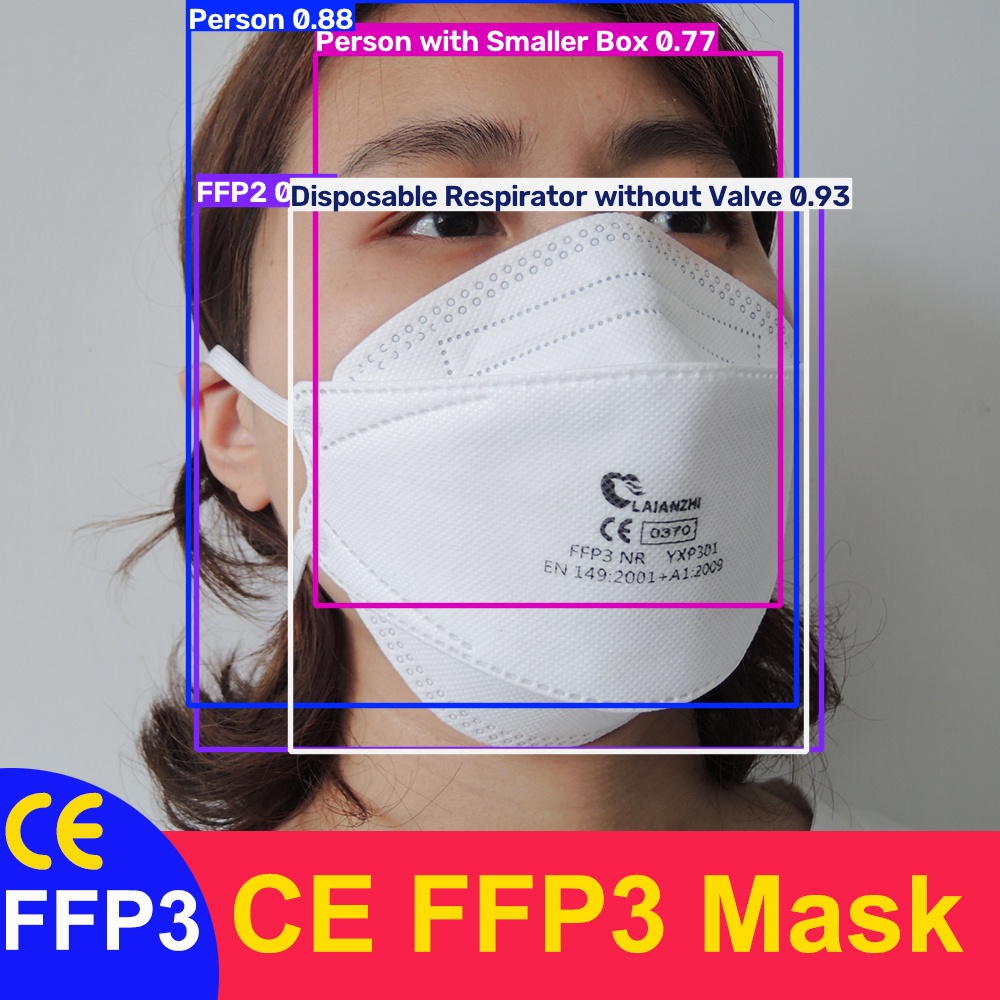 Person 0.88
Person with Smaller Box 0.77
FFP2 0
Disposable Respirator without Valve 0.93
LAIANZHI
CE 0370
FFP3 NR YXP301
EN 149:2001+A1:2009
CE
FFP3
CE FFP3 Mask